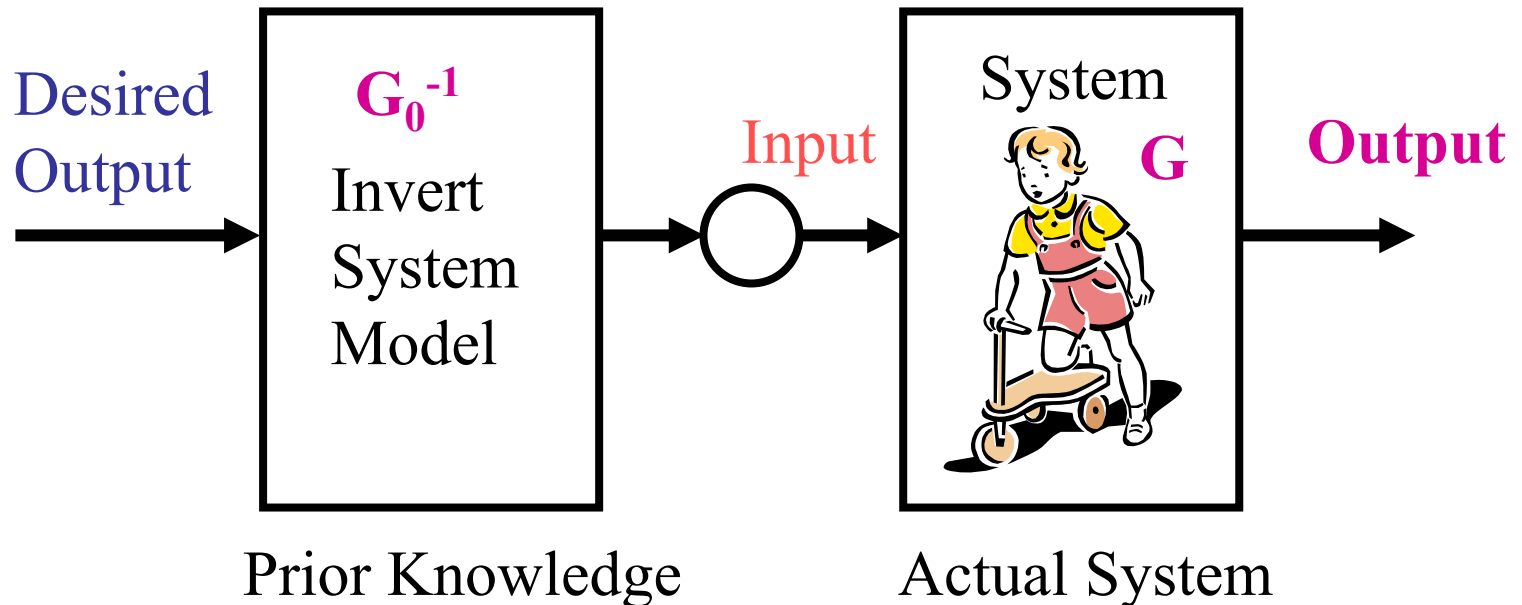 Desired
Output
G₀⁻¹
Invert
System
Model
Input
System
G
Output
Prior Knowledge
Actual System